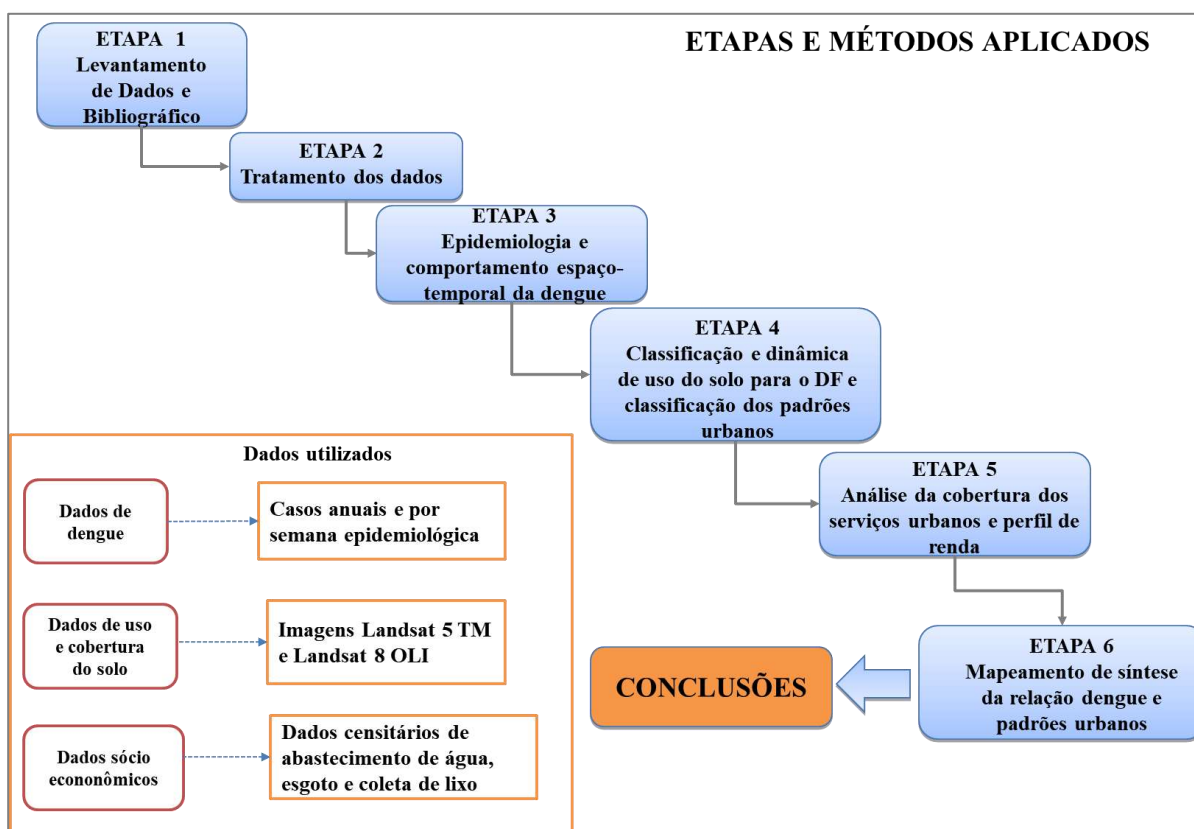 ETAPAS E MÉTODOS APLICADOS
ETAPA 1
Levantamento
de Dados e
Bibliográfico
ETAPA 2
Tratamento dos dados
ETAPA 3
Epidemiologia e
comportamento espaço-
temporal da dengue
ETAPA 4
Classificação e dinâmica
de uso do solo para o DF e
classificação dos padrões
urbanos
ETAPA 5
Análise da cobertura dos
serviços urbanos e perfil de
renda
ETAPA 6
Mapeamento de síntese
da relação dengue e
padrões urbanos
CONCLUSÕES
Dados utilizados
Dados de
dengue
Casos anuais e por
semana epidemiológica
Dados de uso
e cobertura
do solo
Imagens Landsat 5 TM
e Landsat 8 OLI
Dados sócio
econonômicos
Dados censitários de
abastecimento de água,
esgoto e coleta de lixo